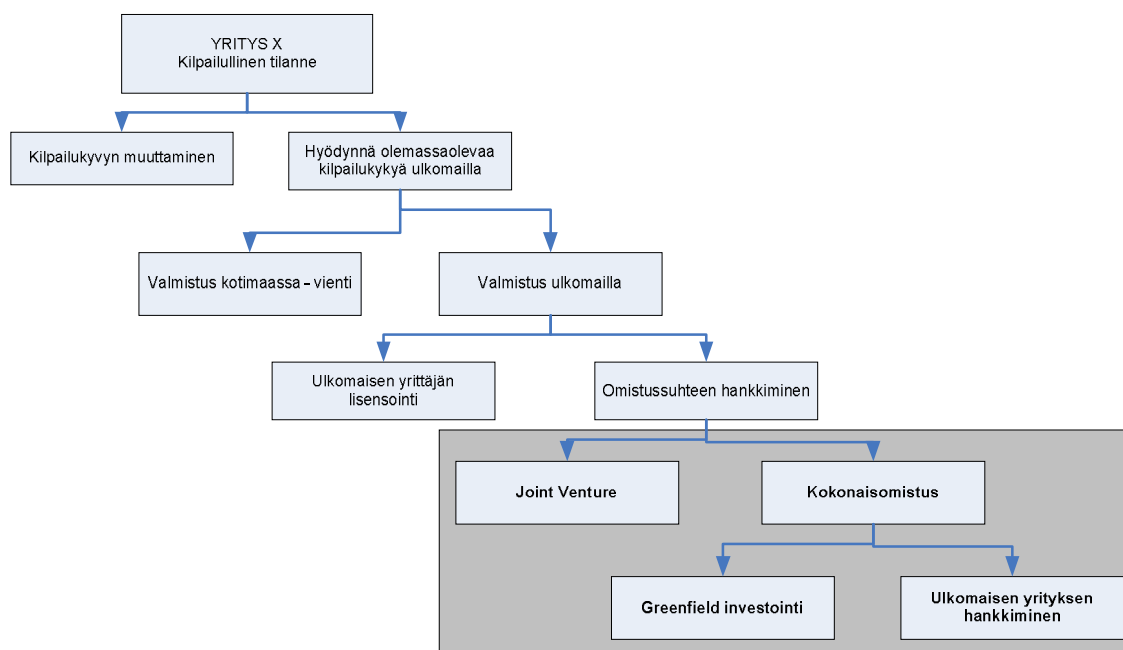 YRITYS X
Kilpailullinen tilanne
Kilpailukyvyn muuttaminen
Hyödynnä olemassaolevaa
kilpailukykyä ulkomailla
Valmistus kotimaassa – vienti
Valmistus ulkomailla
Ulkomaisen yrittäjän
lisensointi
Omistussuhteen hankkiminen
Joint Venture
Kokonaisomistus
Greenfield investointi
Ulkomaisen yrityksen
hankkiminen